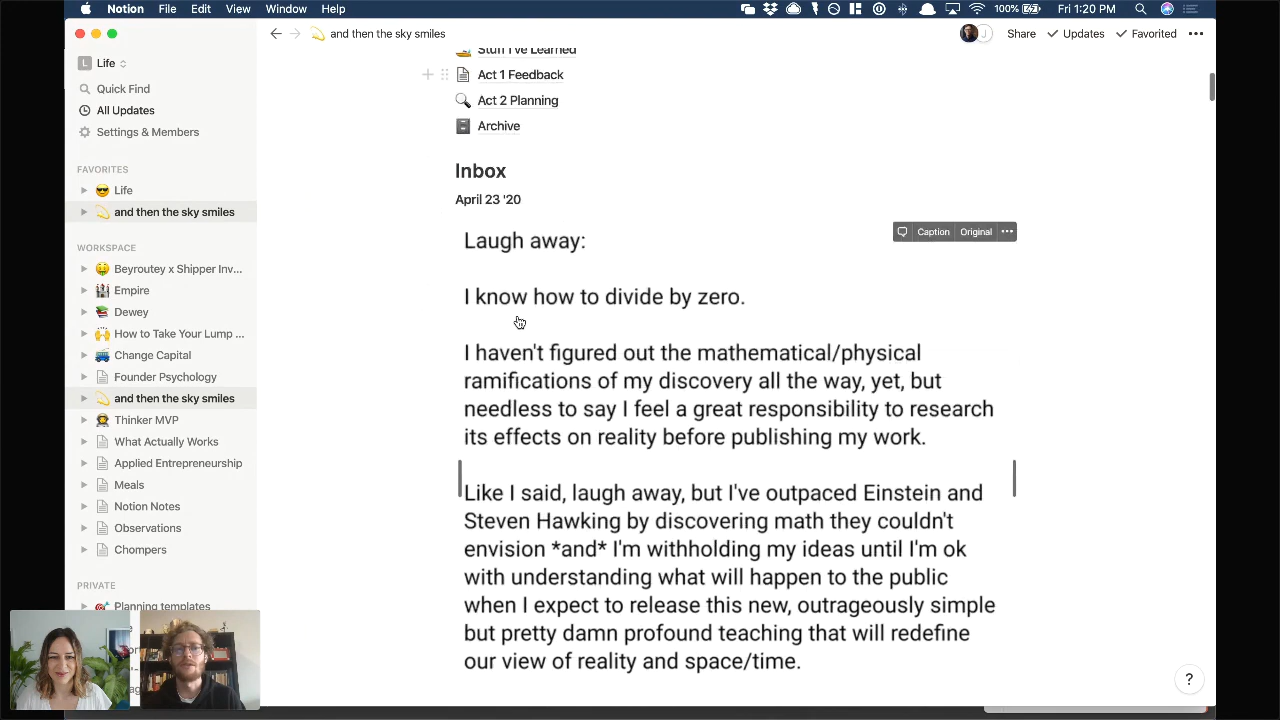 Notion File Edit View Window Help 100% Fri 1:20 PM
and then the sky smiles Share Updates Favorited
L Life
Quick Find
All Updates
Settings & Members
FAVORITES
Life
and then the sky smiles
WORKSPACE
Beyroutey x Shipper Inv...
Empire
Dewey
How to Take Your Lump ...
Change Capital
Founder Psychology
and then the sky smiles
Thinker MVP
What Actually Works
Applied Entrepreneurship
Meals
Notion Notes
Observations
Chompers
PRIVATE
Planning templates
Stuff I've Learned
Act 1 Feedback
Act 2 Planning
Archive
Inbox
April 23 '20
Caption Original
Laugh away:
I know how to divide by zero.
I haven't figured out the mathematical/physical
ramifications of my discovery all the way, yet, but
needless to say I feel a great responsibility to research
its effects on reality before publishing my work.
Like I said, laugh away, but I've outpaced Einstein and
Steven Hawking by discovering math they couldn't
envision *and* I'm withholding my ideas until I'm ok
with understanding what will happen to the public
when I expect to release this new, outrageously simple
but pretty damn profound teaching that will redefine
our view of reality and space/time.
?